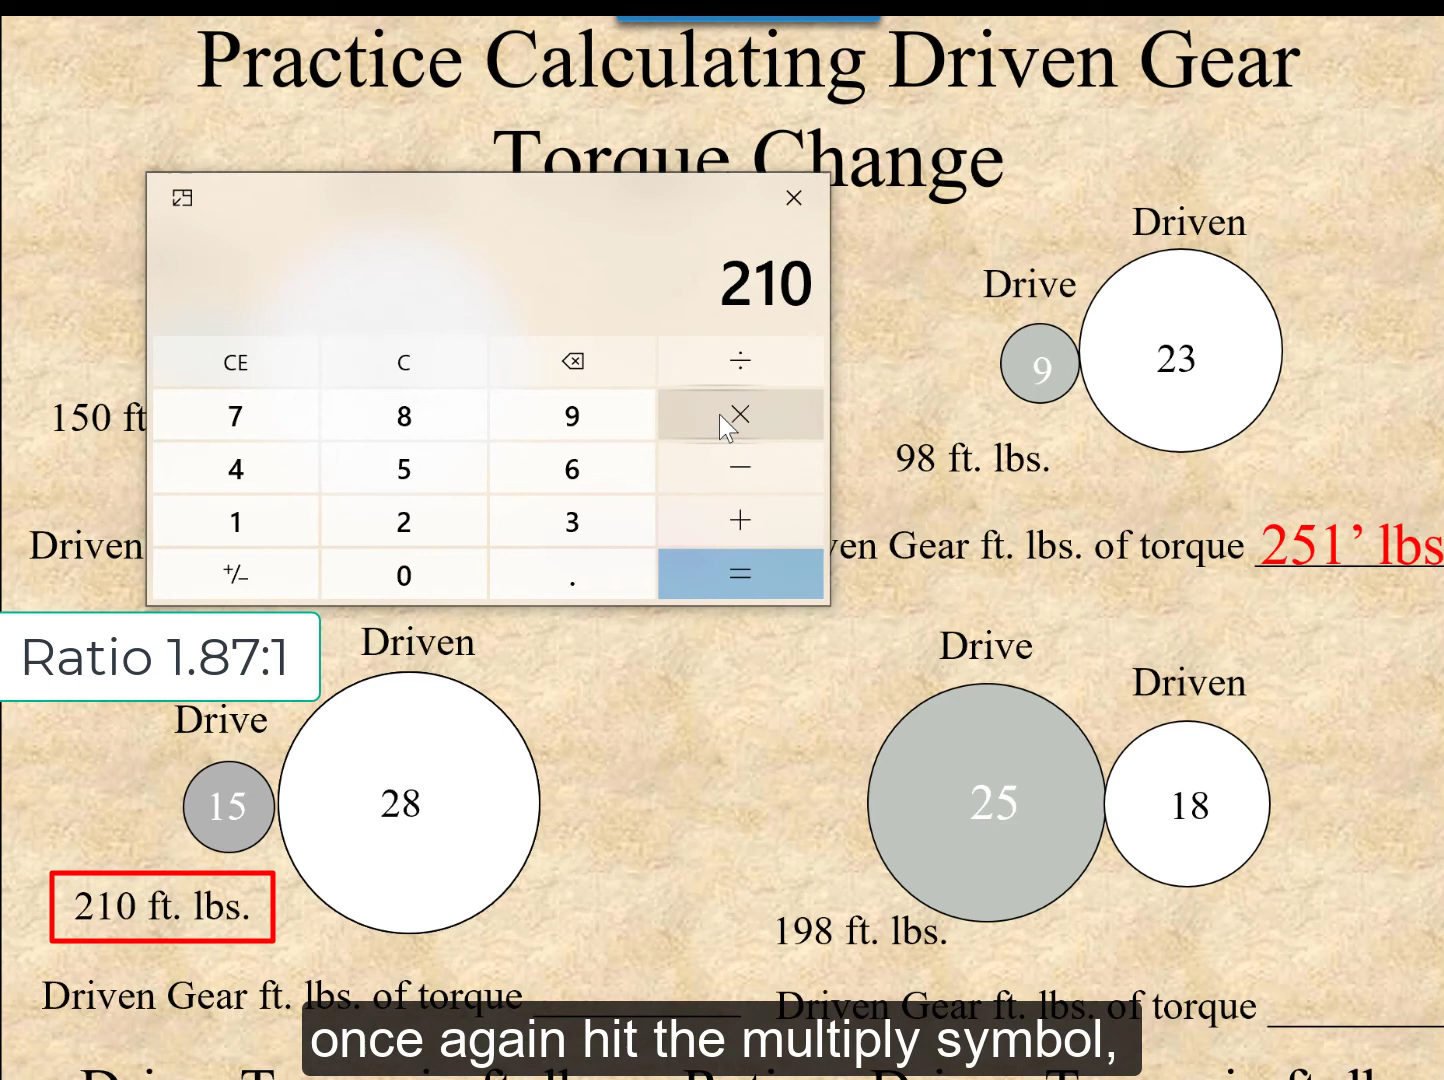 Practice Calculating Driven Gear
Torque Change
210
CE
C
÷
7
8
9
×
4
5
6
−
1
2
3
+
+/−
0
.
=
Driven
Drive
9
23
150 ft
98 ft. lbs.
Driven
Gear ft. lbs. of torque 251’ lbs
Ratio 1.87:1
Driven
Drive
15
28
210 ft. lbs.
Driven Gear ft. lbs. of torque
Drive
Driven
25
18
198 ft. lbs.
Driven Gear ft. lbs. of torque
once again hit the multiply symbol,